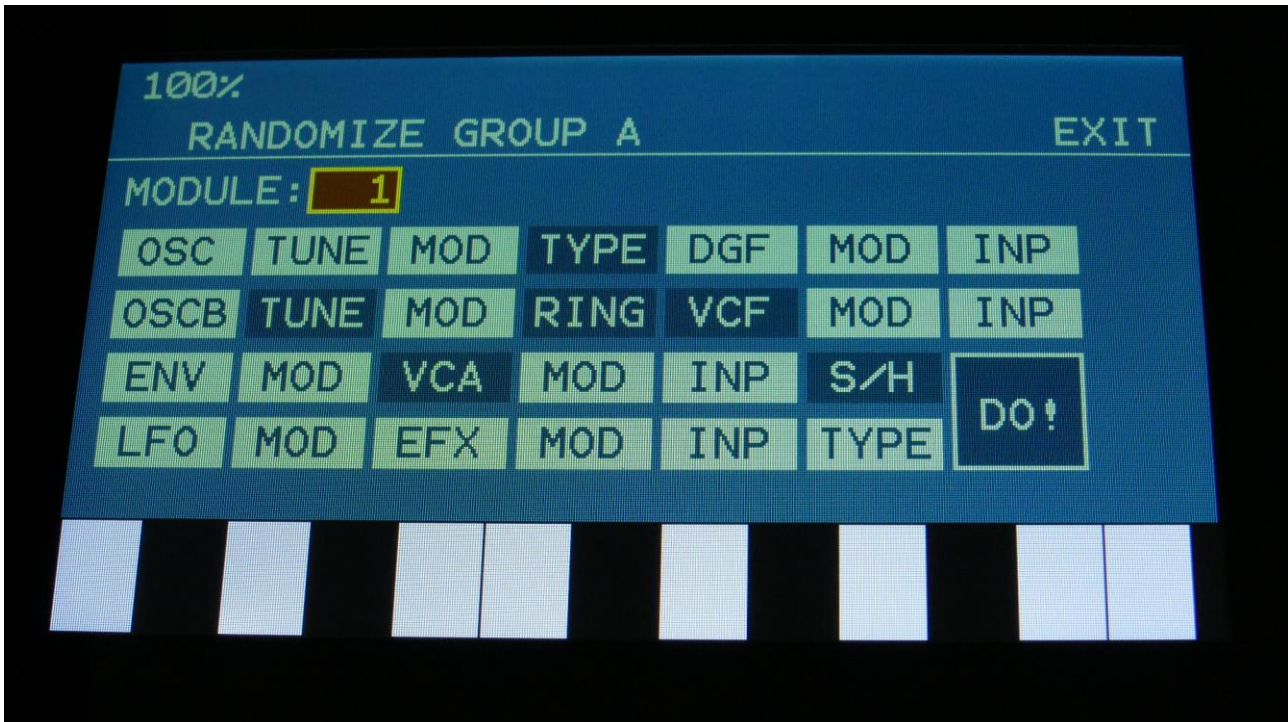 100%
RANDOMIZE GROUP A EXIT
MODULE: 1
OSC TUNE MOD TYPE DGF MOD INP
OSCB TUNE MOD RING VCF MOD INP
ENV MOD VCA MOD INP S/H
DO!
LFO MOD EFX MOD INP TYPE